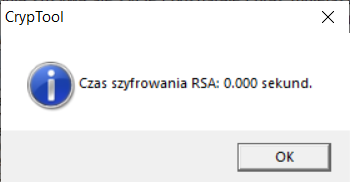 CrypTool
Czas szyfrowania RSA: 0.000 sekund.
OK